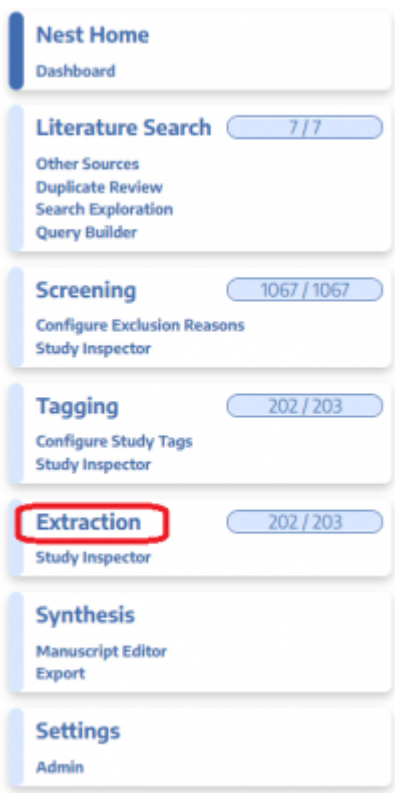 Nest Home
Dashboard
Literature Search 7 / 7
Other Sources
Duplicate Review
Search Exploration
Query Builder
Screening 1067 / 1067
Configure Exclusion Reasons
Study Inspector
Tagging 202 / 203
Configure Study Tags
Study Inspector
Extraction 202 / 203
Study Inspector
Synthesis
Manuscript Editor
Export
Settings
Admin